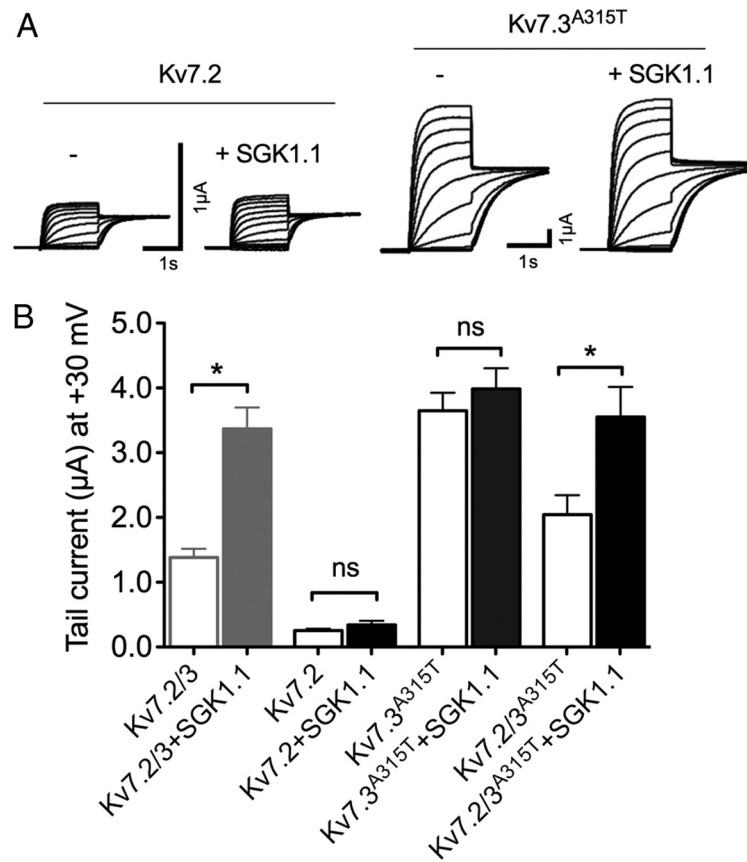 A
Kv7.2
Kv7.3A315T
-
+ SGK1.1
-
+ SGK1.1
1µA
1s
1µA
1s
B
Tail current (µA) at +30 mV
5.0
4.0
3.0
2.0
1.0
0.0
*
ns
ns
*
Kv7.2/3
Kv7.2/3+SGK1.1
Kv7.2
Kv7.2+SGK1.1
Kv7.3A315T
Kv7.3A315T+SGK1.1
Kv7.2/3A315T
Kv7.2/3A315T+SGK1.1